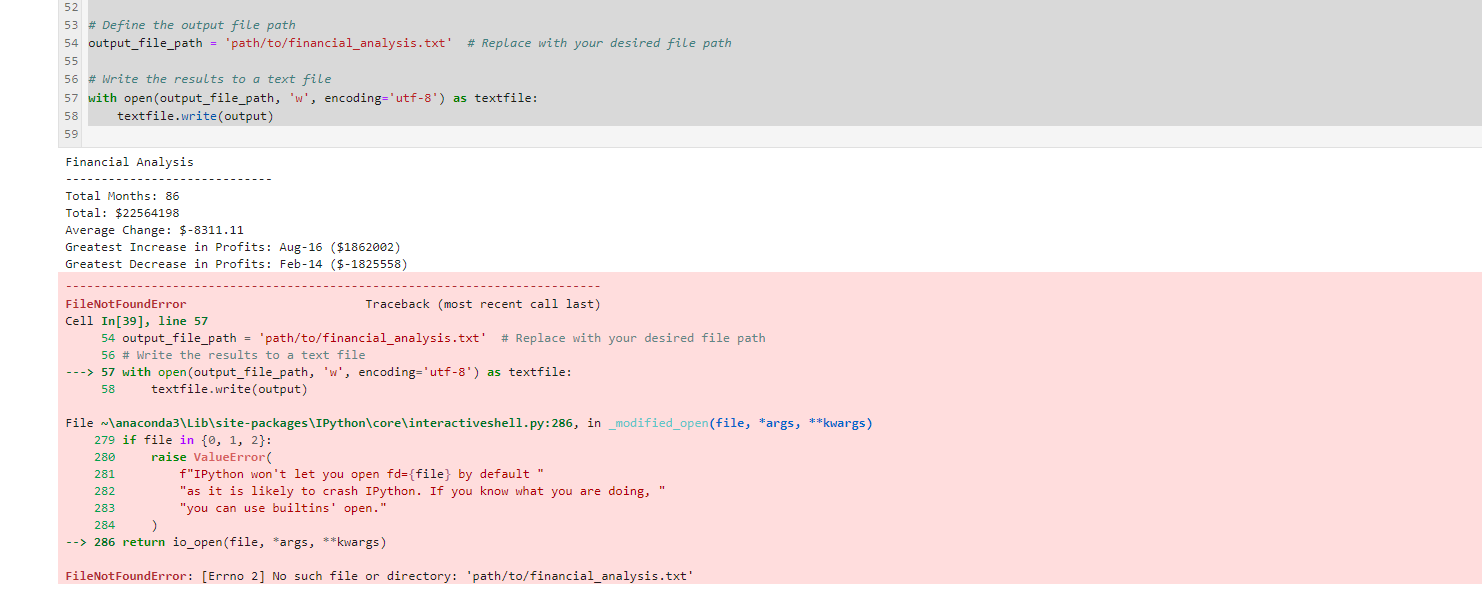 52
53 # Define the output file path
54 output_file_path = 'path/to/financial_analysis.txt'  # Replace with your desired file path
55
56 # Write the results to a text file
57 with open(output_file_path, 'w', encoding='utf-8') as textfile:
58     textfile.write(output)
59
Financial Analysis
-----------------------------
Total Months: 86
Total: $22564198
Average Change: $-8311.11
Greatest Increase in Profits: Aug-16 ($1862002)
Greatest Decrease in Profits: Feb-14 ($-1825558)
---------------------------------------------------------------------------
FileNotFoundError                         Traceback (most recent call last)
Cell In[39], line 57
     54 output_file_path = 'path/to/financial_analysis.txt'  # Replace with your desired file path
     56 # Write the results to a text file
---> 57 with open(output_file_path, 'w', encoding='utf-8') as textfile:
     58     textfile.write(output)
File ~\anaconda3\Lib\site-packages\IPython\core\interactiveshell.py:286, in _modified_open(file, *args, **kwargs)
    279 if file in {0, 1, 2}:
    280     raise ValueError(
    281         f"IPython won't let you open fd={file} by default "
    282         "as it is likely to crash IPython. If you know what you are doing, "
    283         "you can use builtins' open."
    284     )
--> 286 return io_open(file, *args, **kwargs)
FileNotFoundError: [Errno 2] No such file or directory: 'path/to/financial_analysis.txt'